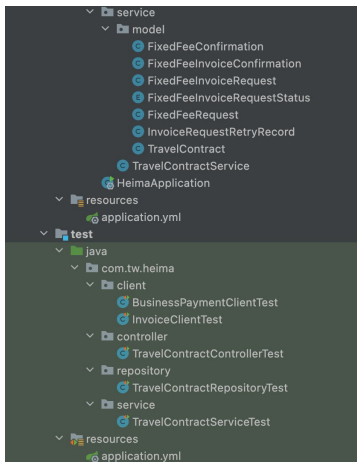 service
model
FixedFeeConfirmation
FixedFeeInvoiceConfirmation
FixedFeeInvoiceRequest
FixedFeeInvoiceRequestStatus
FixedFeeRequest
InvoiceRequestRetryRecord
TravelContract
TravelContractService
HeimaApplication
resources
application.yml
test
java
com.tw.heima
client
BusinessPaymentClientTest
InvoiceClientTest
controller
TravelContractControllerTest
repository
TravelContractRepositoryTest
service
TravelContractServiceTest
resources
application.yml